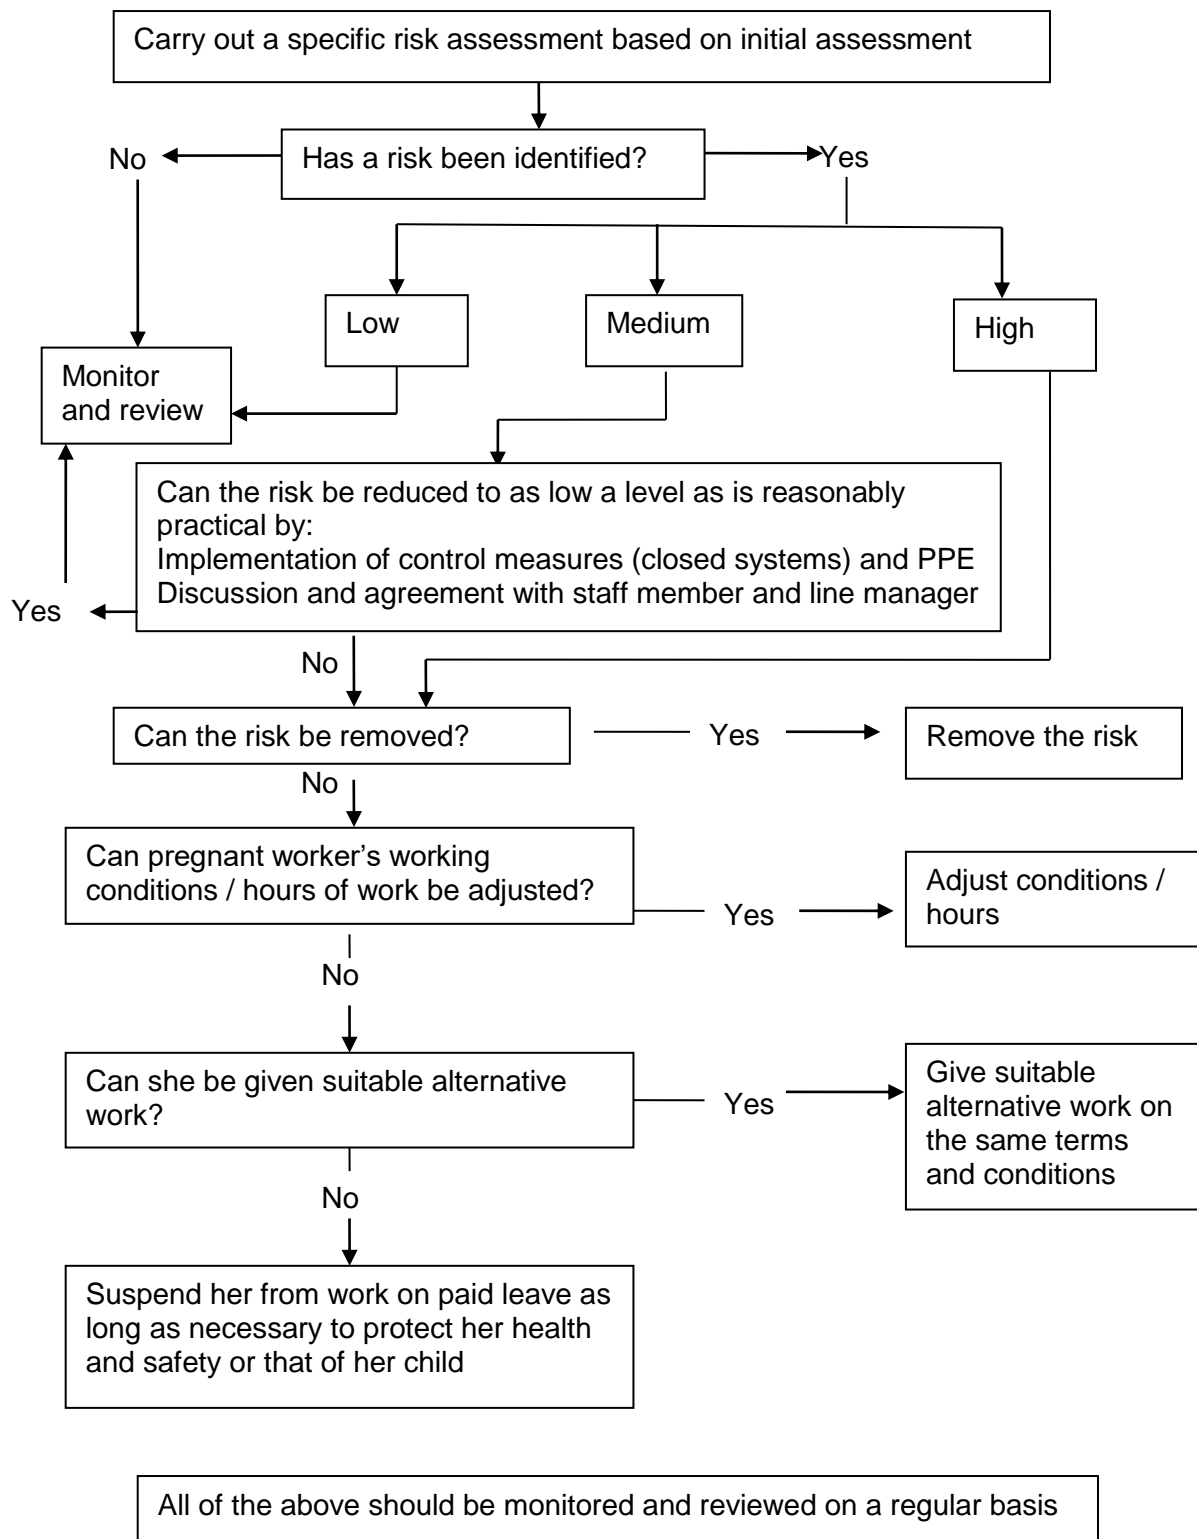 Carry out a specific risk assessment based on initial assessment
No
Has a risk been identified?
Yes
Low
Medium
High
Monitor
and review
Can the risk be reduced to as low a level as is reasonably
practical by:
Implementation of control measures (closed systems) and PPE
Discussion and agreement with staff member and line manager
Yes
No
Can the risk be removed?
Yes
Remove the risk
No
Can pregnant worker’s working
conditions / hours of work be adjusted?
Yes
Adjust conditions /
hours
No
Can she be given suitable alternative
work?
Yes
Give suitable
alternative work on
the same terms
and conditions
No
Suspend her from work on paid leave as
long as necessary to protect her health
and safety or that of her child
All of the above should be monitored and reviewed on a regular basis